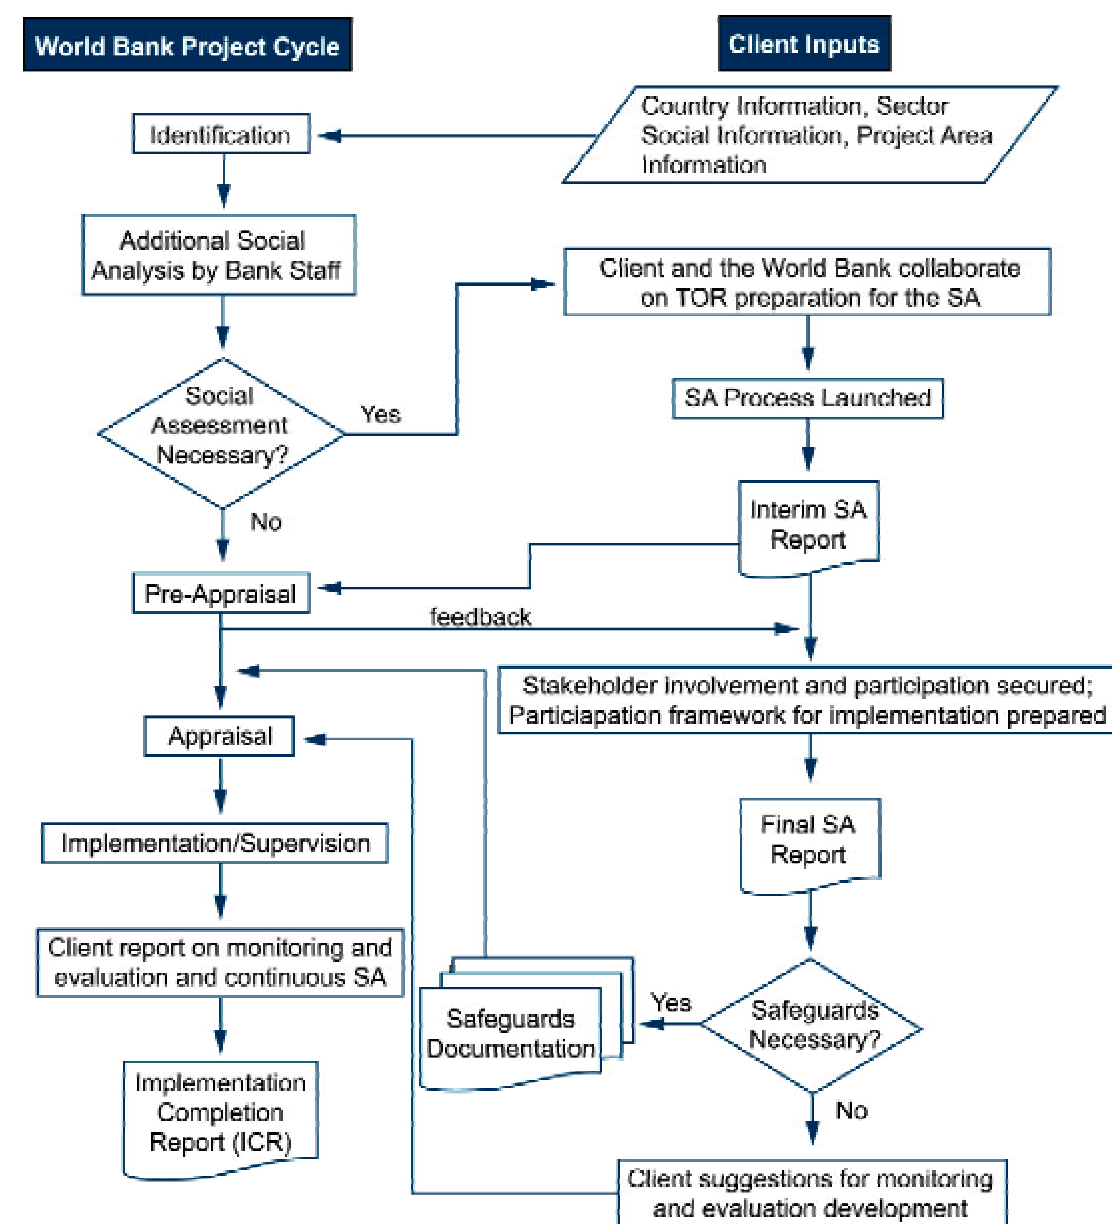 World Bank Project Cycle
Client Inputs
Country Information, Sector
Social Information, Project Area
Information
Identification
Additional Social
Analysis by Bank Staff
Client and the World Bank collaborate
on TOR preparation for the SA
Social
Assessment
Necessary?
Yes
SA Process Launched
No
Interim SA
Report
Pre-Appraisal
feedback
Stakeholder involvement and participation secured;
Particiapation framework for implementation prepared
Appraisal
Final SA
Report
Implementation/Supervision
Client report on monitoring and
evaluation and continuous SA
Safeguards
Documentation
Yes
Safeguards
Necessary?
No
Implementation
Completion
Report (ICR)
Client suggestions for monitoring
and evaluation development